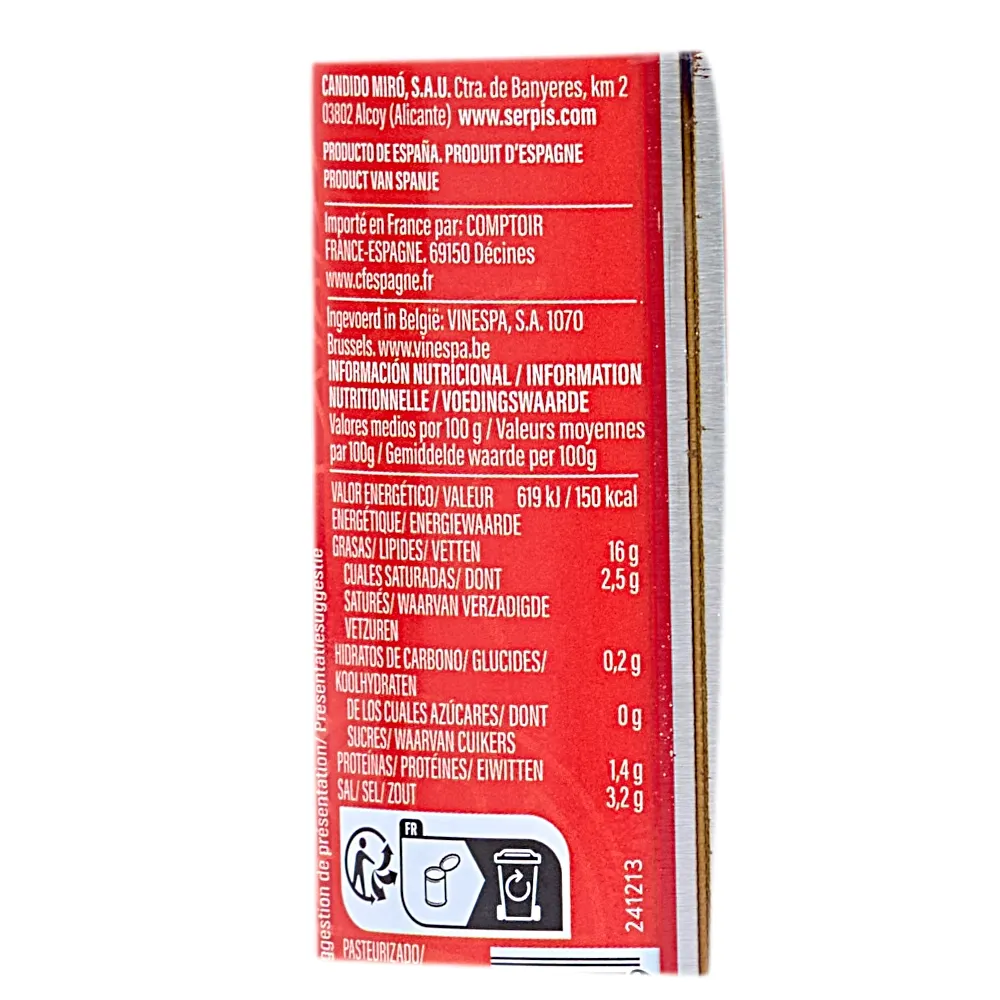 CANDIDO MIRÓ, S.A.U. Ctra. de Banyeres, km 2
03802 Alcoy (Alicante) www.serpis.com
PRODUCTO DE ESPAÑA. PRODUIT D'ESPAGNE
PRODUCT VAN SPANJE
Importé en France par: COMPTOIR
FRANCE-ESPAGNE. 69150 Décines
www.cfespagne.fr
Ingevoerd in België: VINESPA, S.A. 1070
Brussels. www.vinespa.be
INFORMACIÓN NUTRICIONAL / INFORMATION
NUTRITIONNELLE / VOEDINGSWAARDE
Valores medios por 100 g / Valeurs moyennes
par 100g / Gemiddelde waarde per 100g
VALOR ENERGÉTICO/ VALEUR 619 kJ / 150 kcal
ENERGÉTIQUE/ ENERGIEWAARDE
GRASAS/ LIPIDES/ VETTEN 16 g
CUALES SATURADAS/ DONT 2,5 g
SATURÉS/ WAARVAN VERZADIGDE
VETZUREN
HIDRATOS DE CARBONO/ GLUCIDES/ 0,2 g
KOOLHYDRATEN
DE LOS CUALES AZÚCARES/ DONT 0 g
SUCRES/ WAARVAN CUIKERS
PROTEÍNAS/ PROTÉINES/ EIWITTEN 1,4 g
SAL/ SEL/ ZOUT 3,2 g
FR
241213
PASTEURIZADO/
ggestion de présentation/ Presentatiesuggestie